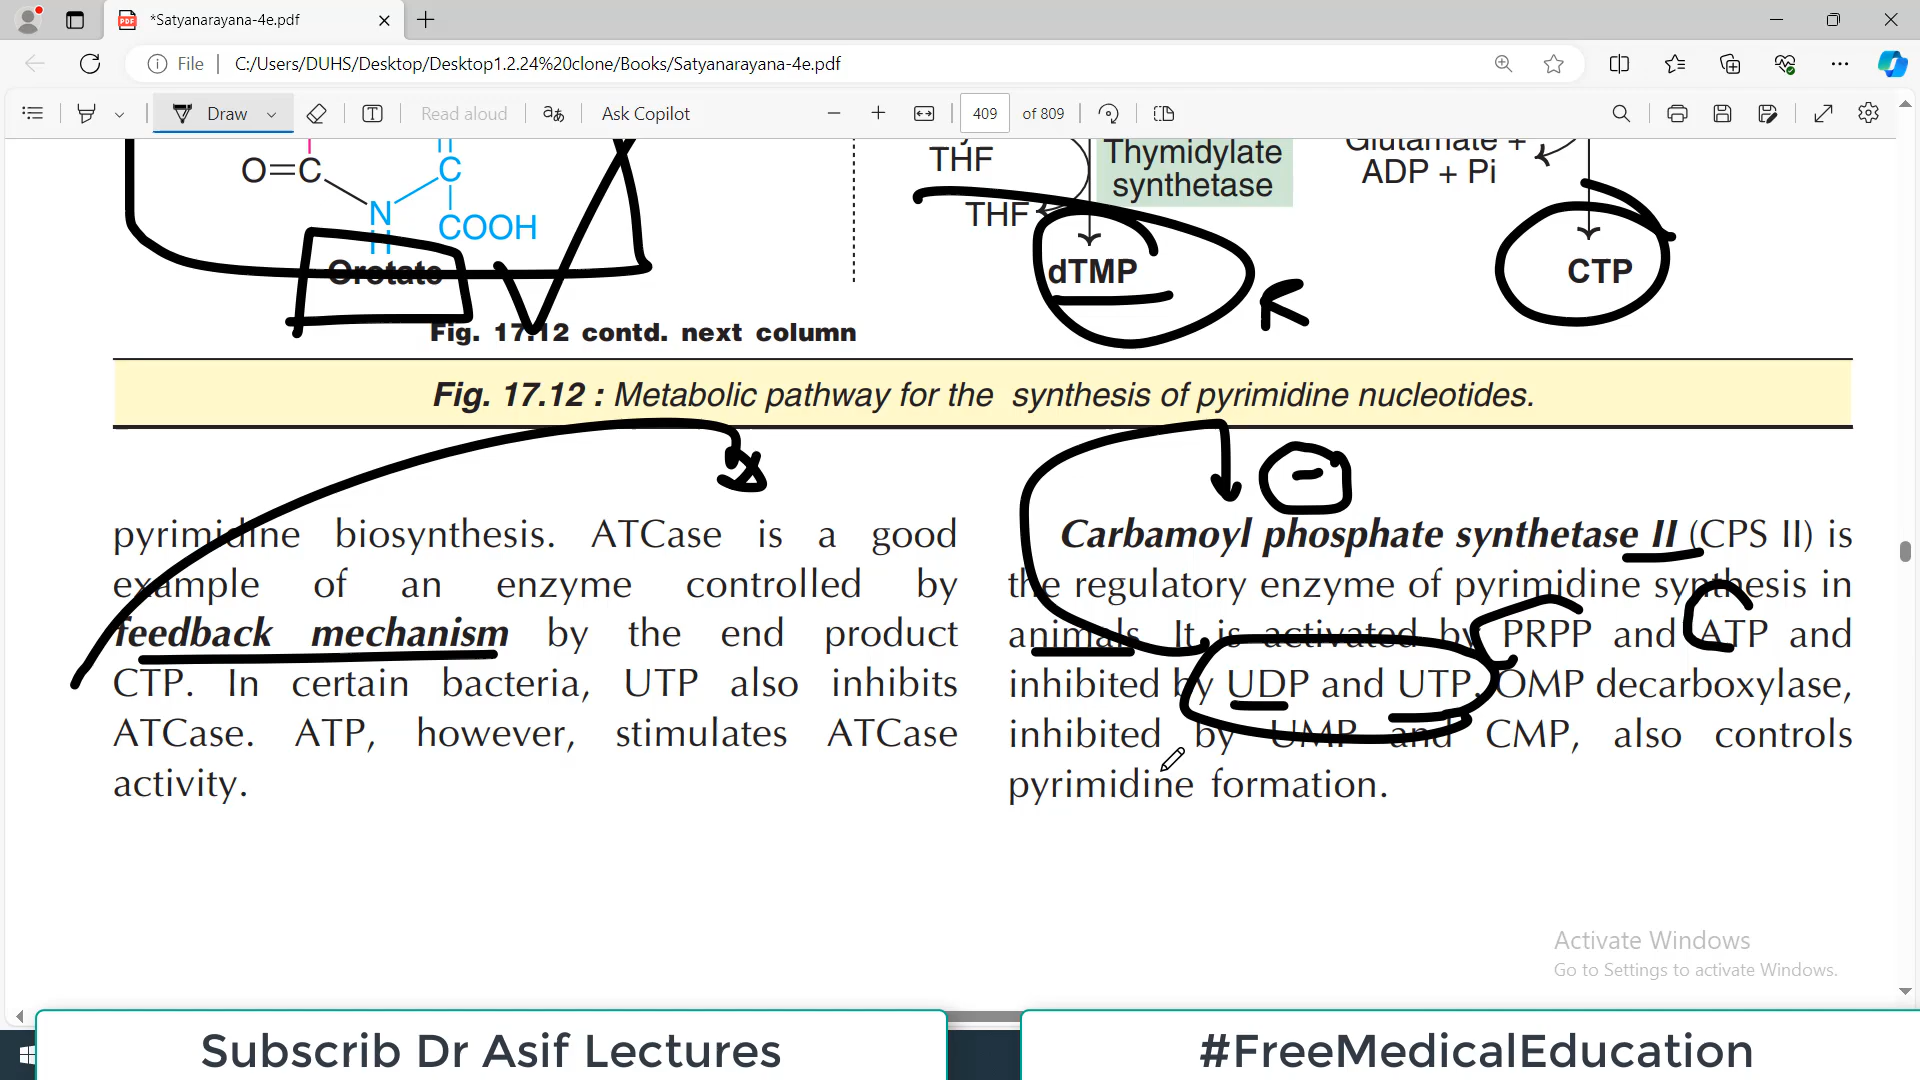 *Satyanarayana-4e.pdf
File
C:/Users/DUHS/Desktop/Desktop1.2.24%20clone/Books/Satyanarayana-4e.pdf
Draw
Read aloud
Ask Copilot
409 of 809
O=C
C
N
H
COOH
Orotate
Fig. 17.12 contd. next column
THF
THF
Thymidylate
synthetase
dTMP
Glutamate +
ADP + Pi
CTP
Fig. 17.12 : Metabolic pathway for the synthesis of pyrimidine nucleotides.
pyrimidine biosynthesis. ATCase is a good
example of an enzyme controlled by
feedback mechanism by the end product
CTP. In certain bacteria, UTP also inhibits
ATCase. ATP, however, stimulates ATCase
activity.
Carbamoyl phosphate synthetase II (CPS II) is
the regulatory enzyme of pyrimidine synthesis in
animals. It is activated by PRPP and ATP and
inhibited by UDP and UTP. OMP decarboxylase,
inhibited by UMP and CMP, also controls
pyrimidine formation.
Activate Windows
Go to Settings to activate Windows.
Subscrib Dr Asif Lectures
#FreeMedicalEducation